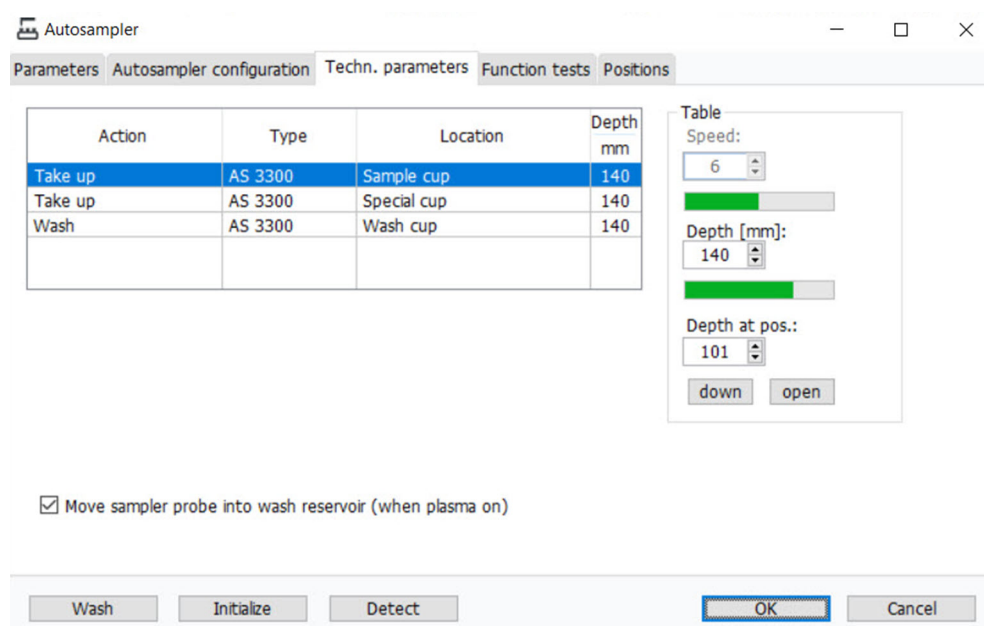 Autosampler
Parameters Autosampler configuration Techn. parameters Function tests Positions
Action Type Location Depth mm
Take up AS 3300 Sample cup 140
Take up AS 3300 Special cup 140
Wash AS 3300 Wash cup 140
Table
Speed:
6
Depth [mm]:
140
Depth at pos.:
101
down open
Move sampler probe into wash reservoir (when plasma on)
Wash Initialize Detect OK Cancel